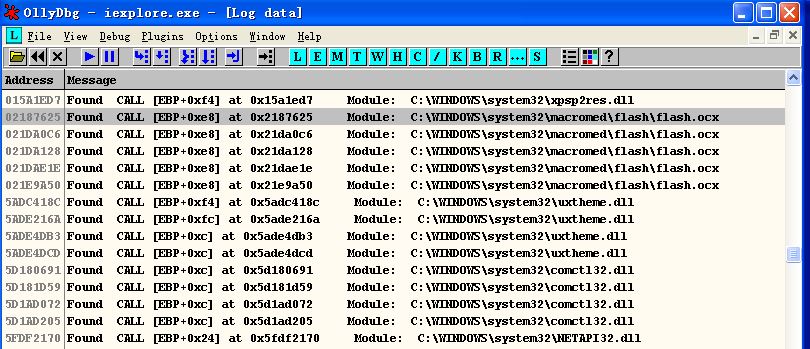 OllyDbg - iexplore.exe - [Log data]
L File View Debug Plugins Options Window Help
L E M T W H C / K B R ... S ?
Address Message
015A1ED7 Found CALL [EBP+0xf4] at 0x15a1ed7 Module: C:\WINDOWS\system32\xpsp2res.dll
02187625 Found CALL [EBP+0xe8] at 0x2187625 Module: C:\WINDOWS\system32\macromed\flash\flash.ocx
021DA0C6 Found CALL [EBP+0xe8] at 0x21da0c6 Module: C:\WINDOWS\system32\macromed\flash\flash.ocx
021DA128 Found CALL [EBP+0xe8] at 0x21da128 Module: C:\WINDOWS\system32\macromed\flash\flash.ocx
021DAE1E Found CALL [EBP+0xe8] at 0x21dae1e Module: C:\WINDOWS\system32\macromed\flash\flash.ocx
021E9A50 Found CALL [EBP+0xe8] at 0x21e9a50 Module: C:\WINDOWS\system32\macromed\flash\flash.ocx
5ADC418C Found CALL [EBP+0xf4] at 0x5adc418c Module: C:\WINDOWS\system32\uxtheme.dll
5ADE216A Found CALL [EBP+0xfc] at 0x5ade216a Module: C:\WINDOWS\system32\uxtheme.dll
5ADE4DB3 Found CALL [EBP+0xc] at 0x5ade4db3 Module: C:\WINDOWS\system32\uxtheme.dll
5ADE4DCD Found CALL [EBP+0xc] at 0x5ade4dcd Module: C:\WINDOWS\system32\uxtheme.dll
5D180691 Found CALL [EBP+0xc] at 0x5d180691 Module: C:\WINDOWS\system32\comctl32.dll
5D181D59 Found CALL [EBP+0xc] at 0x5d181d59 Module: C:\WINDOWS\system32\comctl32.dll
5D1AD072 Found CALL [EBP+0xc] at 0x5d1ad072 Module: C:\WINDOWS\system32\comctl32.dll
5D1AD205 Found CALL [EBP+0xc] at 0x5d1ad205 Module: C:\WINDOWS\system32\comctl32.dll
5FDF2170 Found CALL [EBP+0x24] at 0x5fdf2170 Module: C:\WINDOWS\system32\NETAPI32.dll